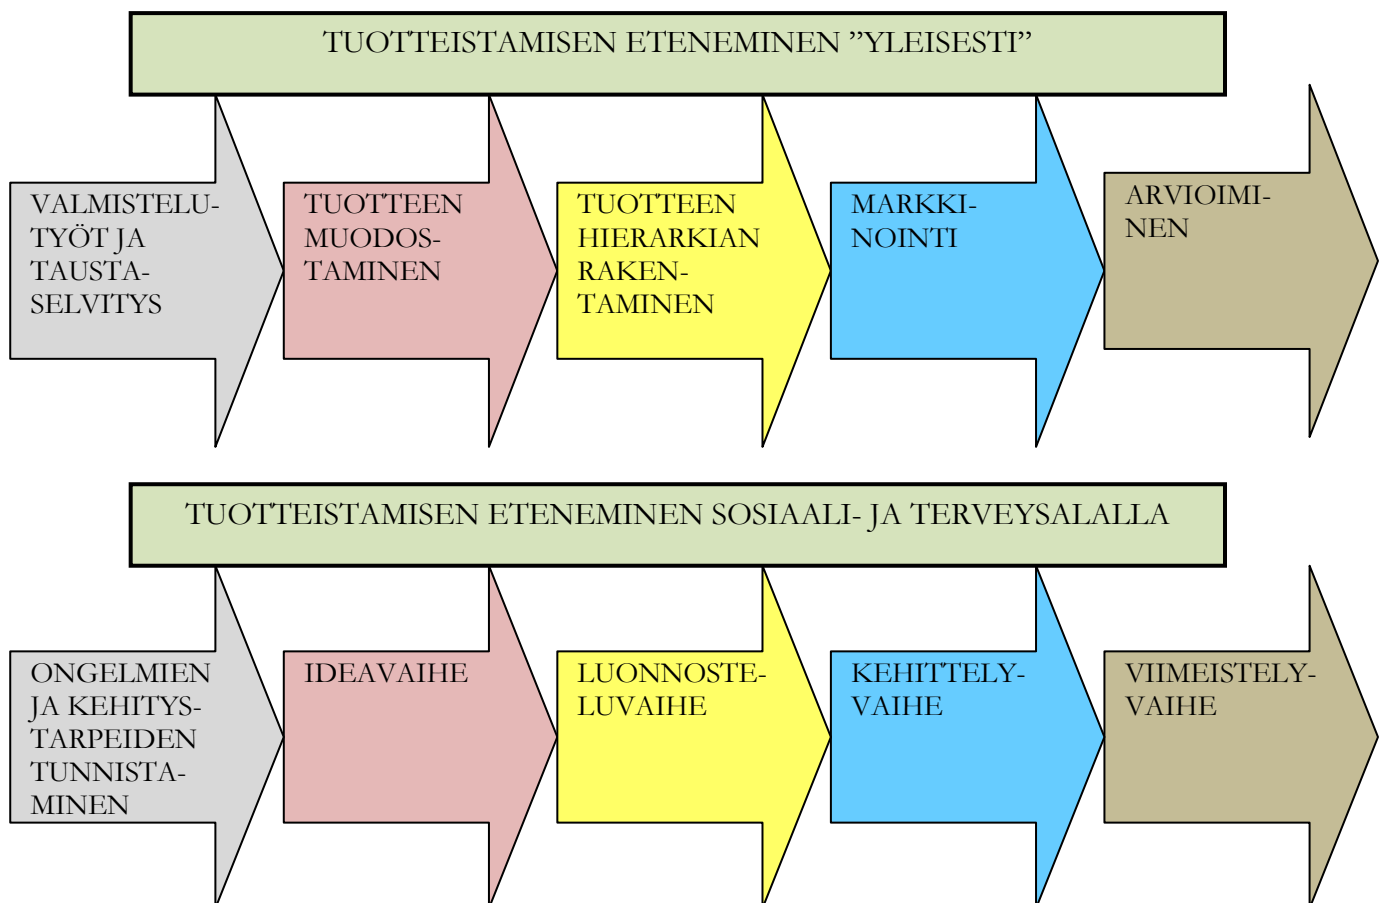 TUOTTEISTAMISEN ETENEMINEN ”YLEISESTI”
VALMISTELU-
TYÖT JA
TAUSTA-
SELVITYS
TUOTTEEN
MUODOS-
TAMINEN
TUOTTEEN
HIERARKIAN
RAKEN-
TAMINEN
MARKKI-
NOINTI
ARVIOIMI-
NEN
TUOTTEISTAMISEN ETENEMINEN SOSIAALI- JA TERVEYSALALLA
ONGELMIEN
JA KEHITYS-
TARPEIDEN
TUNNISTA-
MINEN
IDEAVAIHE
LUONNOSTE-
LUVAIHE
KEHITTELY-
VAIHE
VIIMEISTELY-
VAIHE